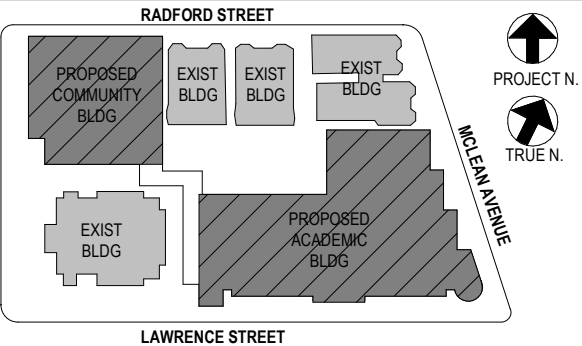 RADFORD STREET
PROPOSED
COMMUNITY
BLDG
EXIST
BLDG
EXIST
BLDG
EXIST
BLDG
PROJECT N.
TRUE N.
MCLEAN AVENUE
EXIST
BLDG
PROPOSED
ACADEMIC
BLDG
LAWRENCE STREET